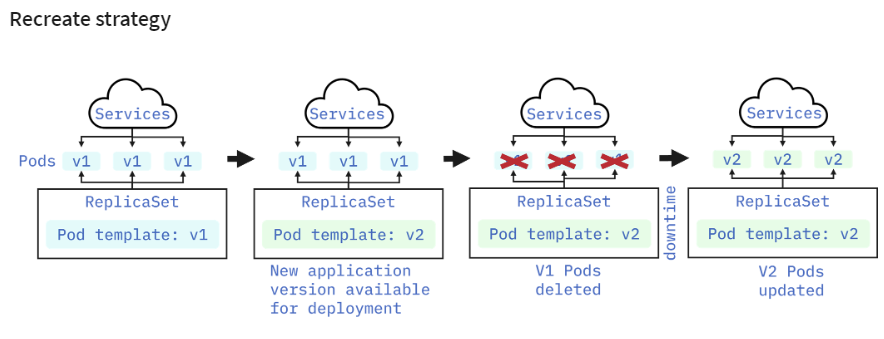 Recreate strategy
Services Services Services Services
Pods v1 v1 v1 v1 v1 v1 v2 v2 v2
ReplicaSet ReplicaSet ReplicaSet ReplicaSet
Pod template: v1 Pod template: v2 Pod template: v2 Pod template: v2
downtime
New application
version available
for deployment
V1 Pods
deleted
V2 Pods
updated